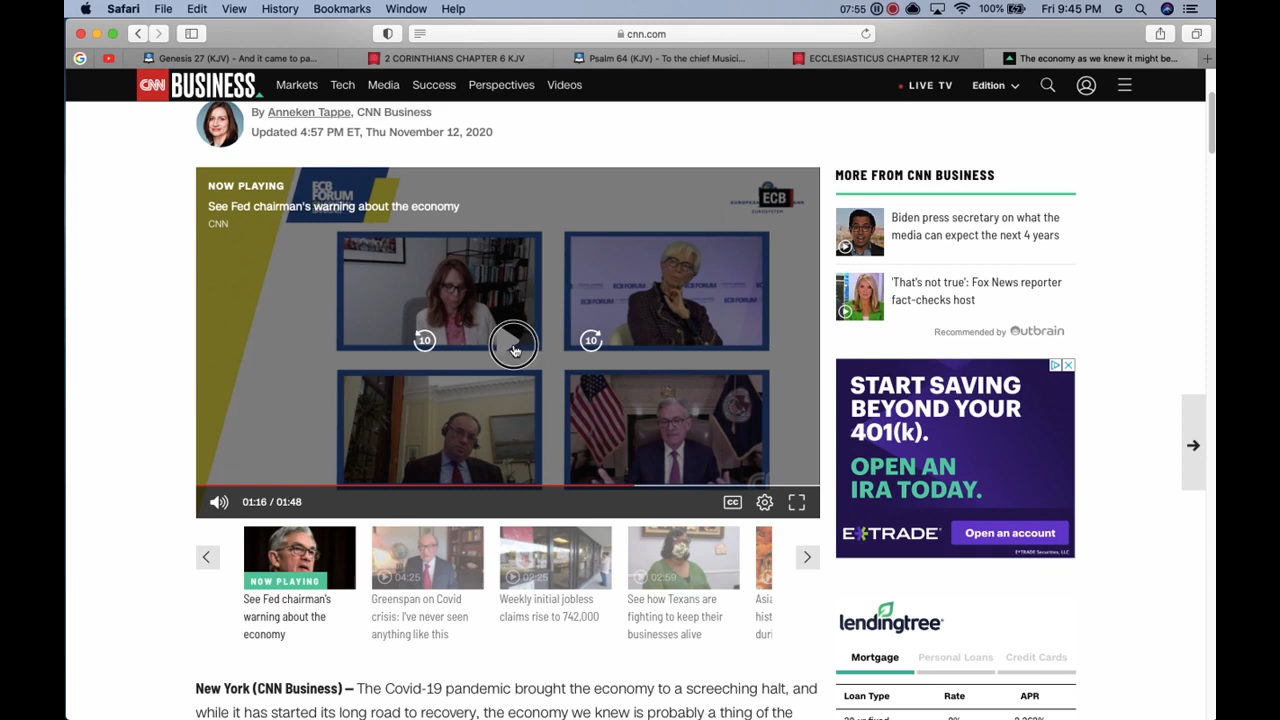 Safari File Edit View History Bookmarks Window Help 07:55 100% Fri 9:45 PM G
cnn.com
Genesis 27 (KJV) - And it came to pa... 2 CORINTHIANS CHAPTER 6 KJV Psalm 64 (KJV) - To the chief Musici... ECCLESIASTICUS CHAPTER 12 KJV The economy as we knew it might be...
CNN BUSINESS Markets Tech Media Success Perspectives Videos LIVE TV Edition
By Anneken Tappe, CNN Business
Updated 4:57 PM ET, Thu November 12, 2020
NOW PLAYING
See Fed chairman's warning about the economy
CNN
ECB
FORUM
ECB
ECB FORUM
10 10
01:16 / 01:48 CC
NOW PLAYING
See Fed chairman's
warning about the
economy
04:25
Greenspan on Covid
crisis: I've never seen
anything like this
02:25
Weekly initial jobless
claims rise to 742,000
02:59
See how Texans are
fighting to keep their
businesses alive
Asia
hist
duri
New York (CNN Business) — The Covid-19 pandemic brought the economy to a screeching halt, and
while it has started its long road to recovery, the economy we knew is probably a thing of the
MORE FROM CNN BUSINESS
Biden press secretary on what the
media can expect the next 4 years
'That's not true': Fox News reporter
fact-checks host
Recommended by Outbrain
START SAVING
BEYOND YOUR
401(k).
OPEN AN
IRA TODAY.
E*TRADE Open an account
E*TRADE Securities, LLC
lendingtree
Mortgage Personal Loans Credit Cards
Loan Type Rate APR